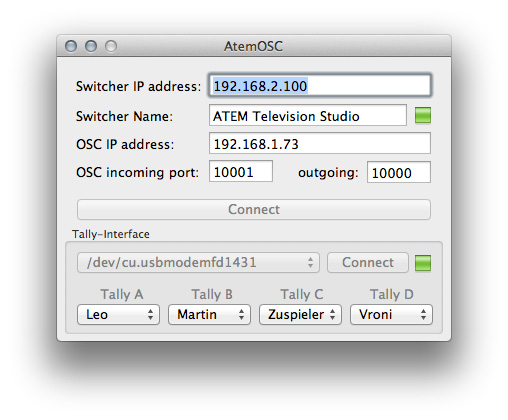 AtemOSC
Switcher IP address: 192.168.2.100
Switcher Name: ATEM Television Studio
OSC IP address: 192.168.1.73
OSC incoming port: 10001 outgoing: 10000
Connect
Tally-Interface
/dev/cu.usbmodemfd1431 Connect
Tally A Tally B Tally C Tally D
Leo Martin Zuspieler Vroni